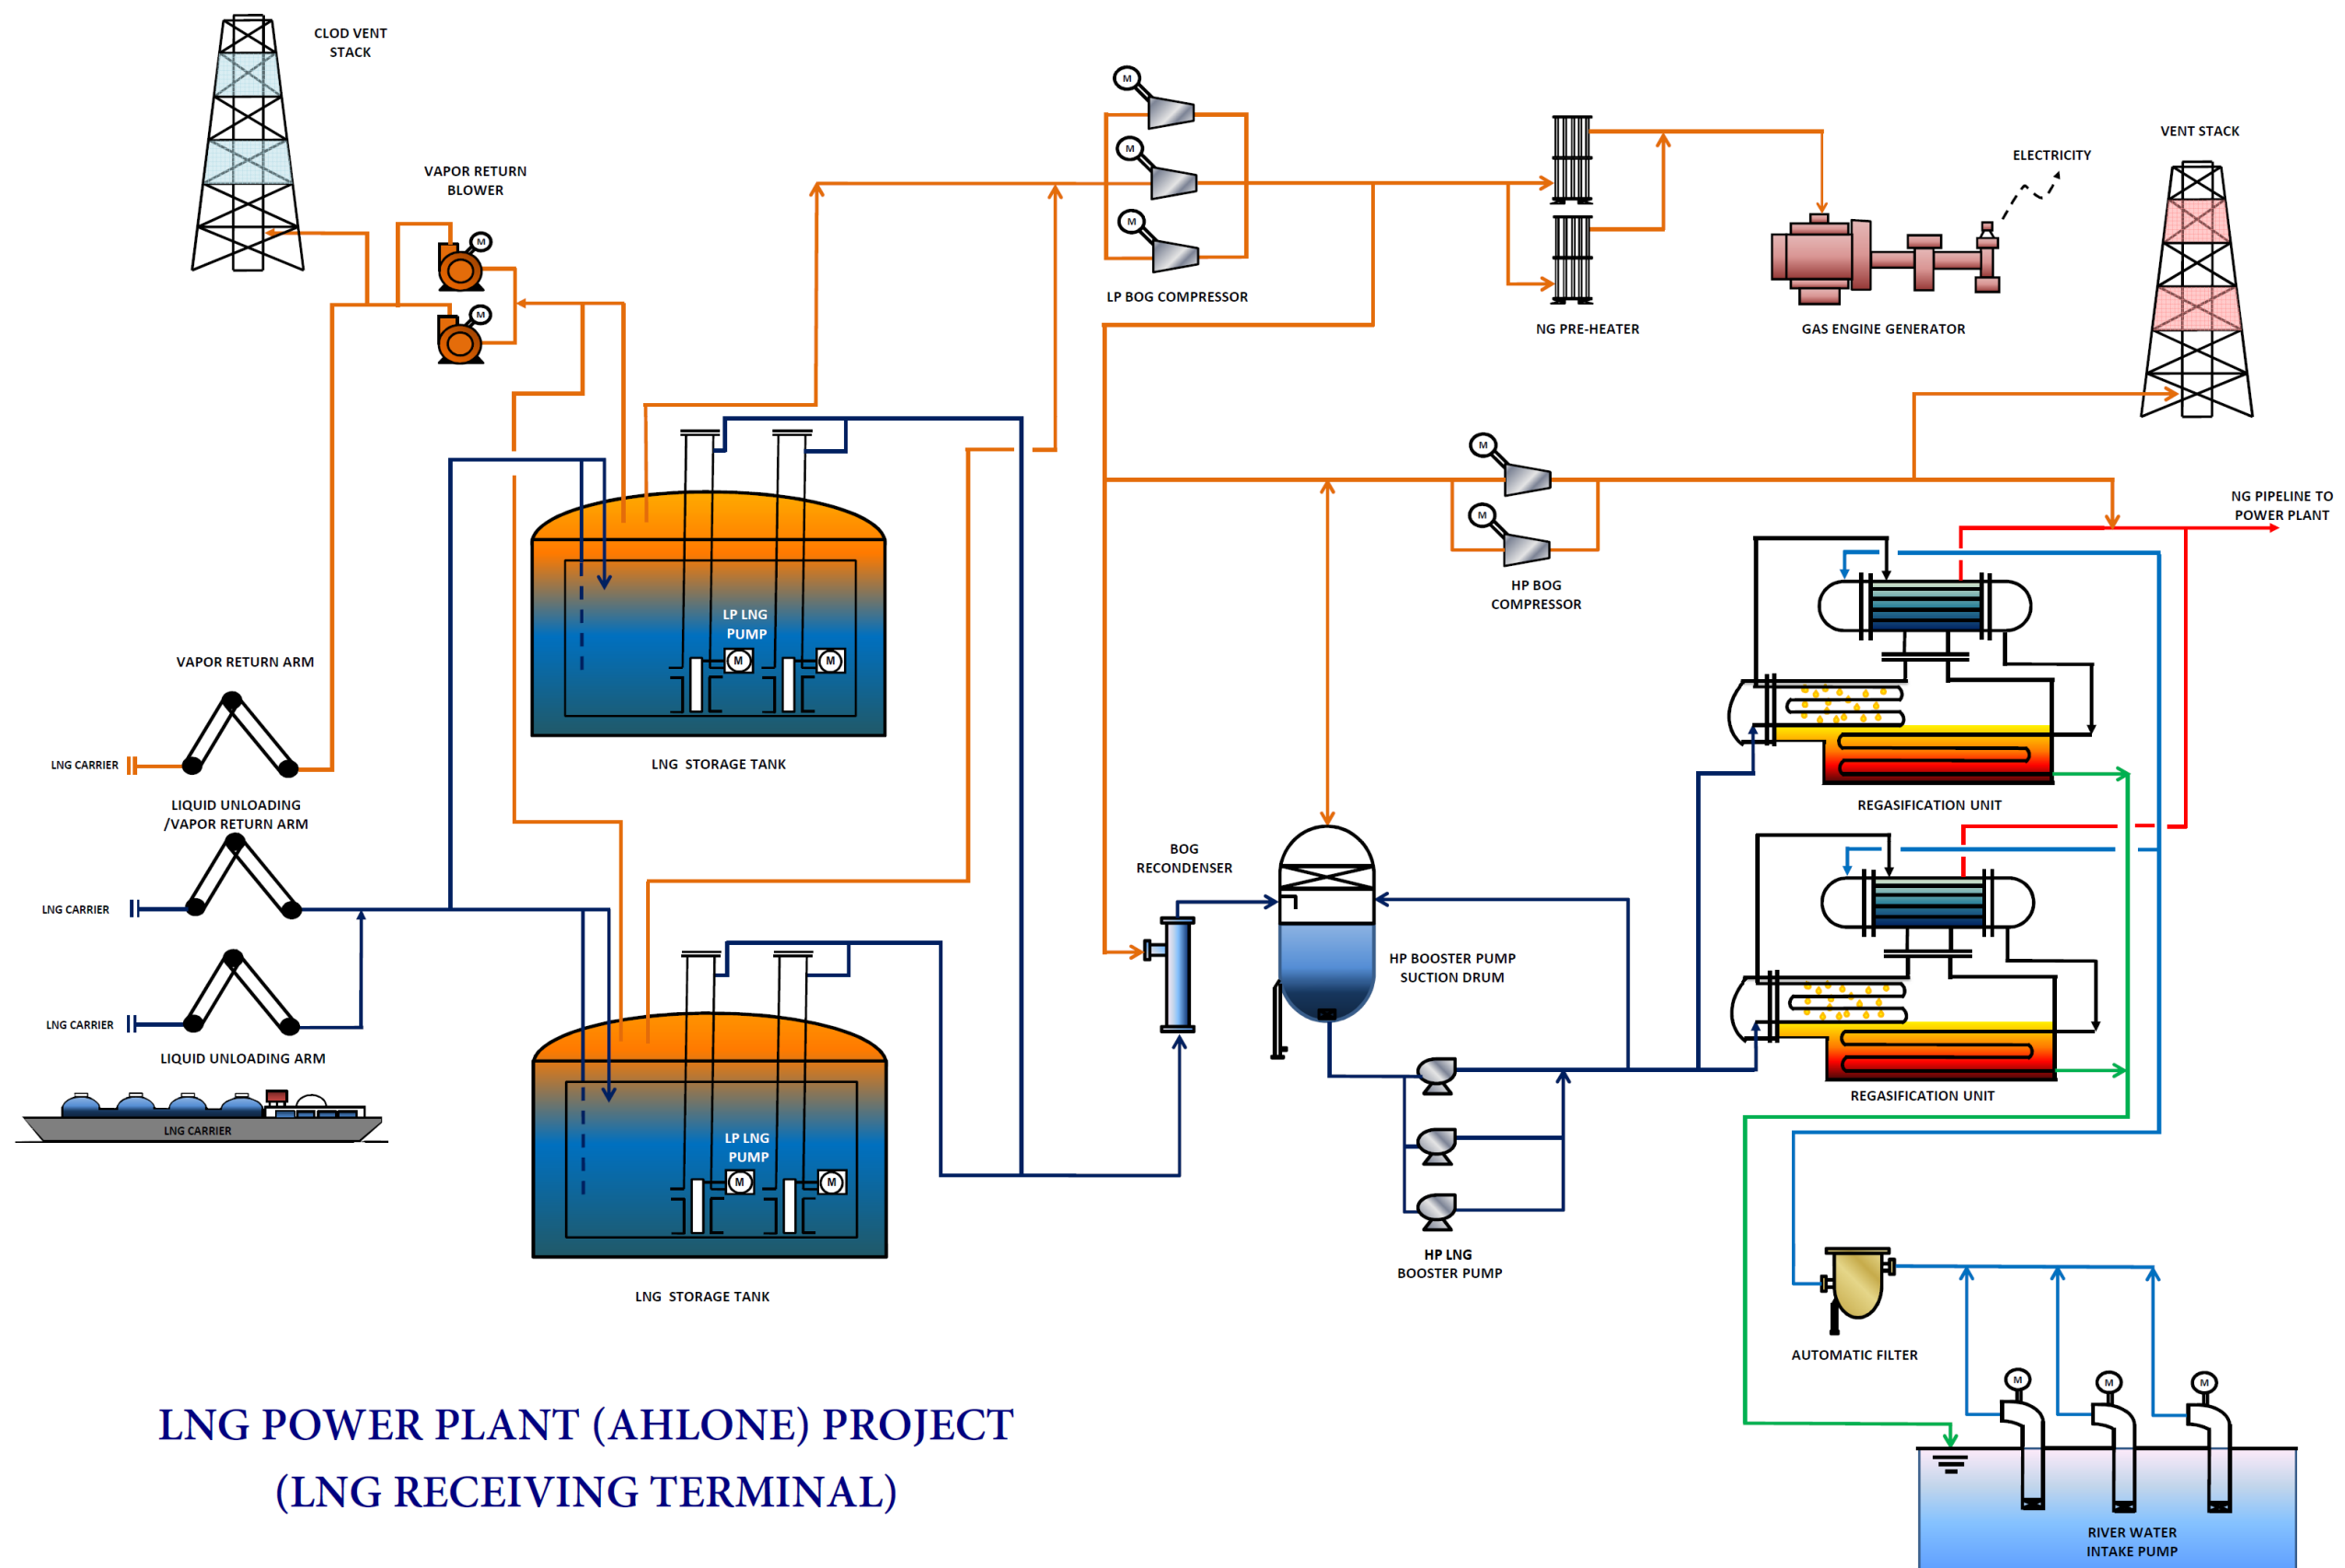 CLOD VENT
STACK
VAPOR RETURN
BLOWER
M
M
M
M
M
LP BOG COMPRESSOR
NG PRE-HEATER
GAS ENGINE GENERATOR
ELECTRICITY
VENT STACK
M
M
HP BOG
COMPRESSOR
NG PIPELINE TO
POWER PLANT
LP LNG
PUMP
M
M
LNG STORAGE TANK
VAPOR RETURN ARM
LNG CARRIER
LIQUID UNLOADING
/VAPOR RETURN ARM
LNG CARRIER
LNG CARRIER
LIQUID UNLOADING ARM
LNG CARRIER
REGASIFICATION UNIT
BOG
RECONDENSER
HP BOOSTER PUMP
SUCTION DRUM
REGASIFICATION UNIT
LP LNG
PUMP
M
M
LNG STORAGE TANK
HP LNG
BOOSTER PUMP
AUTOMATIC FILTER
M
M
M
RIVER WATER
INTAKE PUMP
LNG POWER PLANT (AHLONE) PROJECT
(LNG RECEIVING TERMINAL)